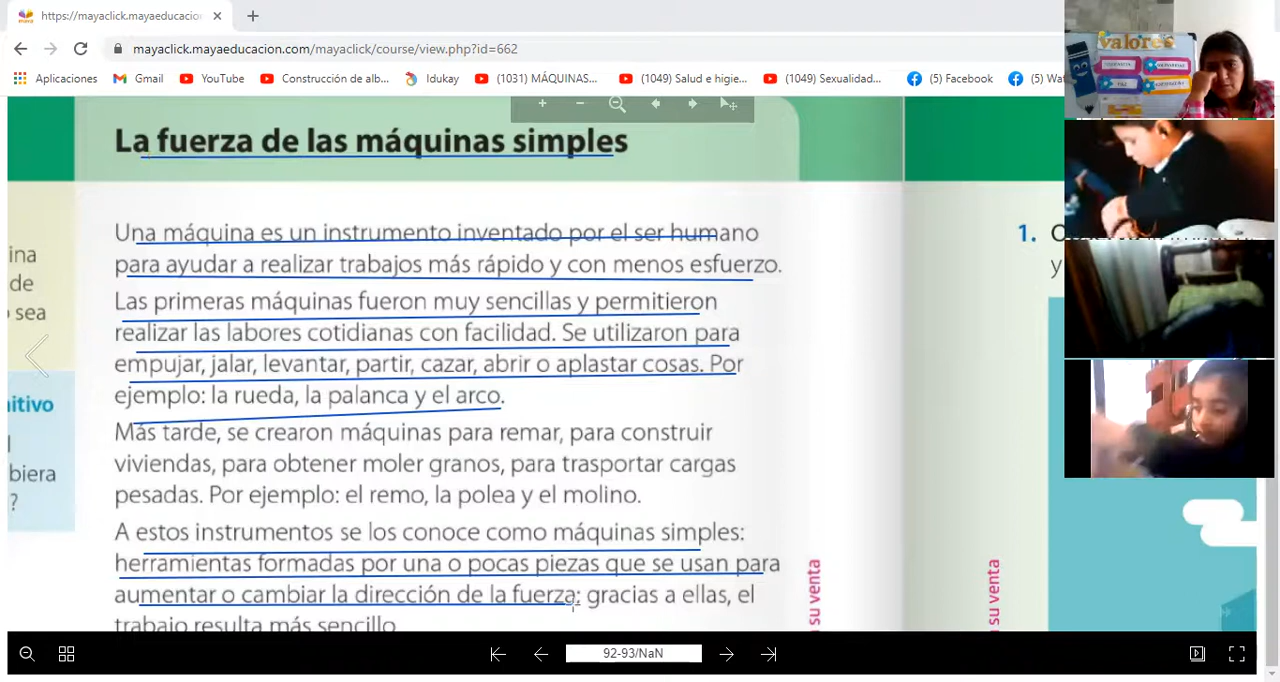 https://mayaclick.mayaeducacion
mayaclick.mayaeducacion.com/mayaclick/course/view.php?id=662
Aplicaciones Gmail YouTube Construcción de alb... edukay (1031) MÁQUINAS... (1049) Salud e higie... (1049) Sexualidad... (5) Facebook (5) Wat
valores
La fuerza de las máquinas simples
Una máquina es un instrumento inventado por el ser humano
para ayudar a realizar trabajos más rápido y con menos esfuerzo.
Las primeras máquinas fueron muy sencillas y permitieron
realizar las labores cotidianas con facilidad. Se utilizaron para
empujar, jalar, levantar, partir, cazar, abrir o aplastar cosas. Por
ejemplo: la rueda, la palanca y el arco.
Más tarde, se crearon máquinas para remar, para construir
viviendas, para obtener moler granos, para trasportar cargas
pesadas. Por ejemplo: el remo, la polea y el molino.
A estos instrumentos se los conoce como máquinas simples:
herramientas formadas por una o pocas piezas que se usan para
aumentar o cambiar la dirección de la fuerza; gracias a ellas, el
trabajo resulta más sencillo
ina
de
sea
nitivo
l
biera
?
1.
y
su venta
su venta
92-93/NaN